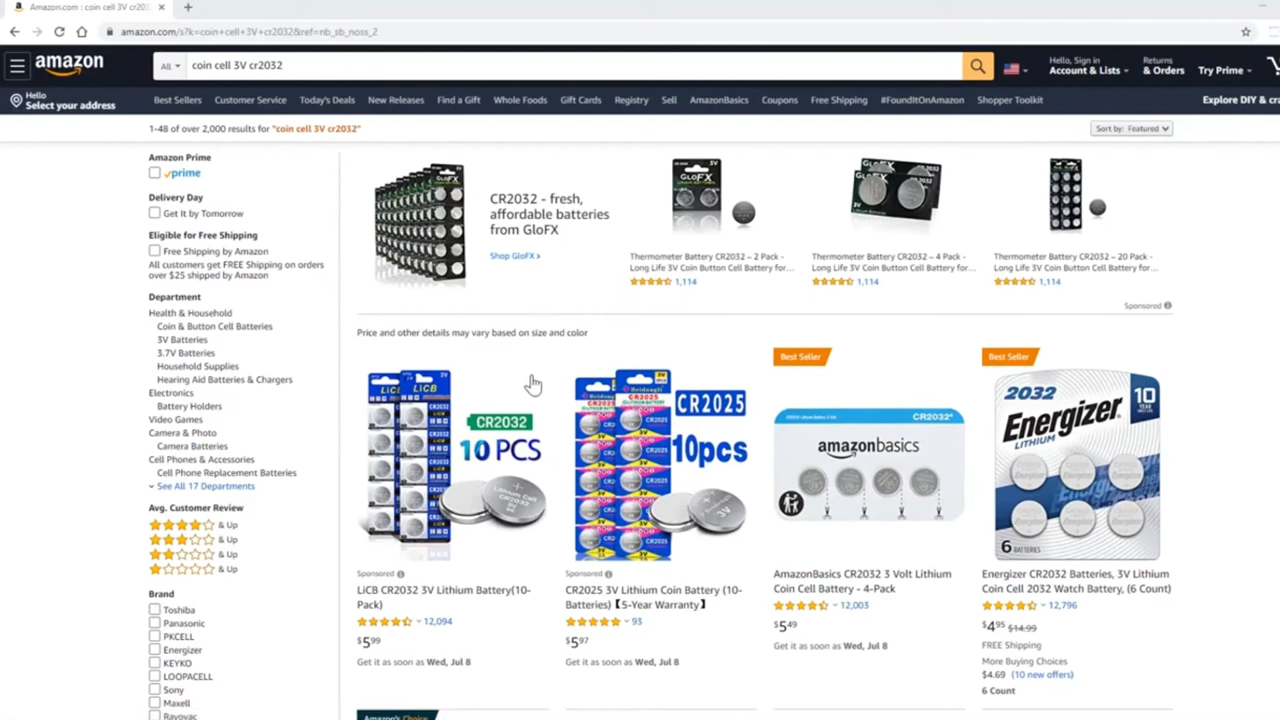 Amazon.com : coin cell 3V cr203
amazon.com/s?k=coin+cell+3V+cr2032&ref=nb_sb_noss_2
amazon
All
coin cell 3V cr2032
Hello, Sign in
Account & Lists
Returns
& Orders
Try Prime
Hello
Select your address
Best Sellers
Customer Service
Today's Deals
New Releases
Find a Gift
Whole Foods
Gift Cards
Registry
Sell
AmazonBasics
Coupons
Free Shipping
#FoundItOnAmazon
Shopper Toolkit
Explore DIY & cra
1-48 of over 2,000 results for "coin cell 3V cr2032"
Sort by: Featured
Amazon Prime
prime
Delivery Day
Get It by Tomorrow
Eligible for Free Shipping
Free Shipping by Amazon
All customers get FREE Shipping on orders
over $25 shipped by Amazon
Department
Health & Household
Coin & Button Cell Batteries
3V Batteries
3.7V Batteries
Household Supplies
Hearing Aid Batteries & Chargers
Electronics
Battery Holders
Video Games
Camera & Photo
Camera Batteries
Cell Phones & Accessories
Cell Phone Replacement Batteries
See All 17 Departments
Avg. Customer Review
& Up
& Up
& Up
& Up
Brand
Toshiba
Panasonic
PKCELL
Energizer
KEYKO
LOOPACELL
Sony
Maxell
Rayovac
CR2032 - fresh,
affordable batteries
from GloFX
Shop GloFX ›
Thermometer Battery CR2032 – 2 Pack -
Long Life 3V Coin Button Cell Battery for...
1,114
Thermometer Battery CR2032 – 4 Pack -
Long Life 3V Coin Button Cell Battery for...
1,114
Thermometer Battery CR2032 – 20 Pack -
Long Life 3V Coin Button Cell Battery for...
1,114
Sponsored
Price and other details may vary based on size and color
LiCB
CR2032
10 PCS
Sponsored
LiCB CR2032 3V Lithium Battery(10-
Pack)
12,094
$5.99
Get it as soon as Wed, Jul 8
CR2025
10pcs
Sponsored
CR2025 3V Lithium Coin Battery (10-
Batteries)【5-Year Warranty】
93
$5.97
Get it as soon as Wed, Jul 8
Best Seller
CR2032*
amazonbasics
AmazonBasics CR2032 3 Volt Lithium
Coin Cell Battery - 4-Pack
12,003
$5.49
Get it as soon as Wed, Jul 8
Best Seller
2032
10
Energizer
LITHIUM
6 BATTERIES
Energizer CR2032 Batteries, 3V Lithium
Coin Cell 2032 Watch Battery, (6 Count)
12,796
$4.95 $14.99
FREE Shipping
More Buying Choices
$4.69 (10 new offers)
6 Count
Amazon's Choice